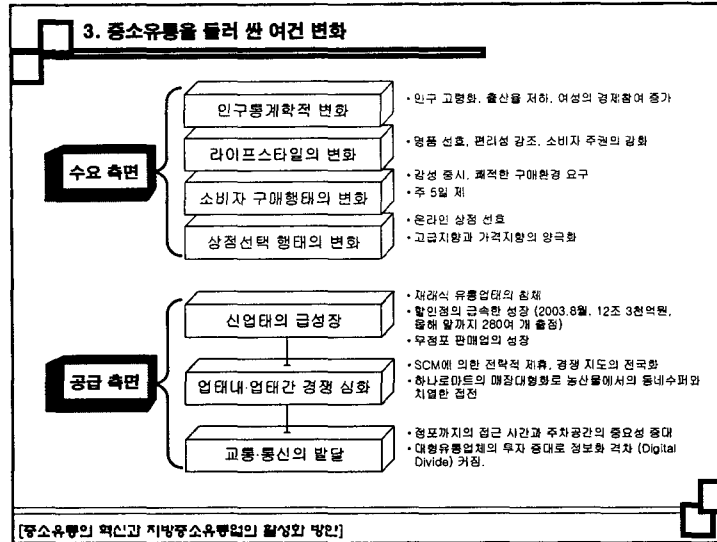 3. 중소유통을 둘러 싼 여건 변화
수요 측면
인구통계학적 변화
• 인구 고령화, 출산율 저하, 여성의 경제참여 증가
라이프스타일의 변화
• 명품 선호, 편리성 강조, 소비자 주권의 강화
소비자 구매행태의 변화
• 감성 중시, 쾌적한 구매환경 요구
• 주 5일 제
상점선택 행태의 변화
• 온라인 상점 선호
• 고급지향과 가격지향의 양극화
공급 측면
신업태의 급성장
• 재래식 유통업태의 침체
• 할인점의 급속한 성장 (2003.8월, 12조 3천억원,
올해 말까지 280여 개 출점)
• 무점포 판매업의 성장
업태내·업태간 경쟁 심화
• SCM에 의한 전략적 제휴, 경쟁 지도의 전국화
• 하나로마트의 매장대형화로 농산물에서의 동네수퍼와
치열한 접전
교통·통신의 발달
• 점포까지의 접근 시간과 주차공간의 중요성 증대
• 대형유통업체의 투자 증대로 정보화 격차 (Digital
Divide) 커짐.
[중소유통의 혁신과 지방중소유통업의 활성화 방안]